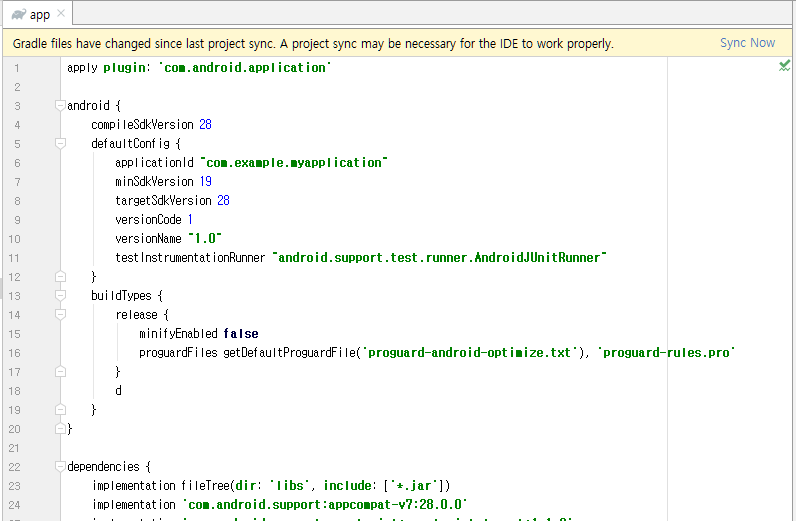 app
Gradle files have changed since last project sync. A project sync may be necessary for the IDE to work properly. Sync Now
1 apply plugin: 'com.android.application'
2
3 android {
4 compileSdkVersion 28
5 defaultConfig {
6 applicationId "com.example.myapplication"
7 minSdkVersion 19
8 targetSdkVersion 28
9 versionCode 1
10 versionName "1.0"
11 testInstrumentationRunner "android.support.test.runner.AndroidJUnitRunner"
12 }
13 buildTypes {
14 release {
15 minifyEnabled false
16 proguardFiles getDefaultProguardFile('proguard-android-optimize.txt'), 'proguard-rules.pro'
17 }
18 d
19 }
20 }
21
22 dependencies {
23 implementation fileTree(dir: 'libs', include: ['*.jar'])
24 implementation 'com.android.support:appcompat-v7:28.0.0'